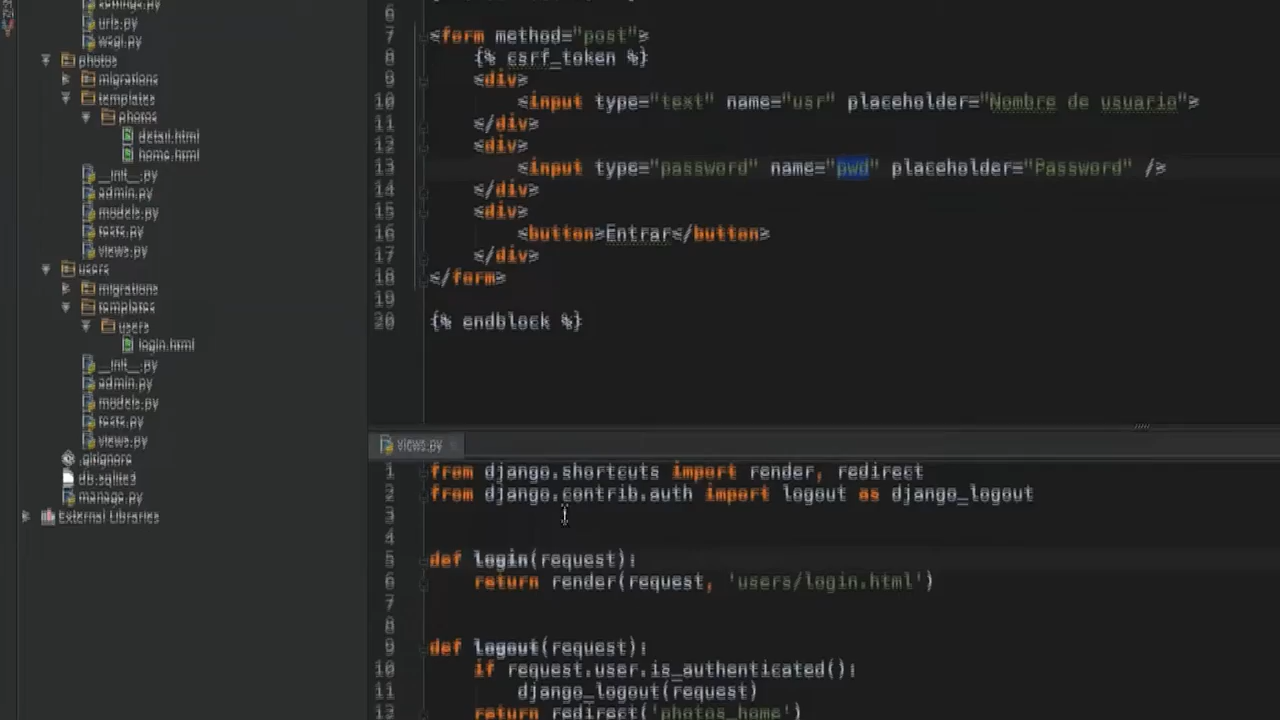 settings.py
urls.py
wsgi.py
photos
migrations
templates
photos
detail.html
home.html
__init__.py
admin.py
models.py
tests.py
views.py
users
migrations
templates
users
login.html
__init__.py
admin.py
models.py
tests.py
views.py
.gitignore
db.sqlite3
manage.py
External Libraries
6
7 <form method="post">
8 {% csrf_token %}
9 <div>
10 <input type="text" name="usr" placeholder="Nombre de usuario">
11 </div>
12 <div>
13 <input type="password" name="pwd" placeholder="Password" />
14 </div>
15 <div>
16 <button>Entrar</button>
17 </div>
18 </form>
19
20 {% endblock %}
views.py
1 from django.shortcuts import render, redirect
2 from django.contrib.auth import logout as django_logout
3
4
5 def login(request):
6 return render(request, 'users/login.html')
7
8
9 def logout(request):
10 if request.user.is_authenticated():
11 django_logout(request)
12 return redirect('photos_home')